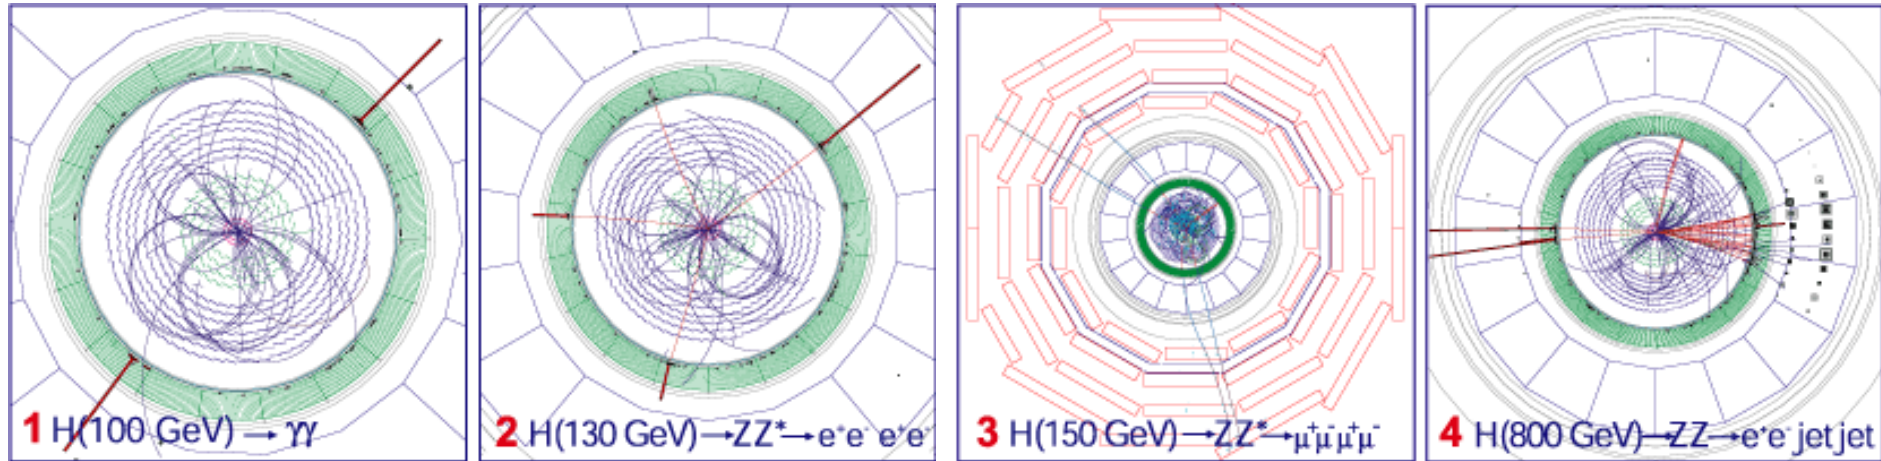 1 H(100 GeV) → γγ
2 H(130 GeV)→ZZ*→e⁺e⁻ e⁺e⁻
3 H(150 GeV)→ZZ*→μ⁺μ⁻μ⁺μ⁻
4 H(800 GeV)→ZZ→e⁺e⁻ jet jet